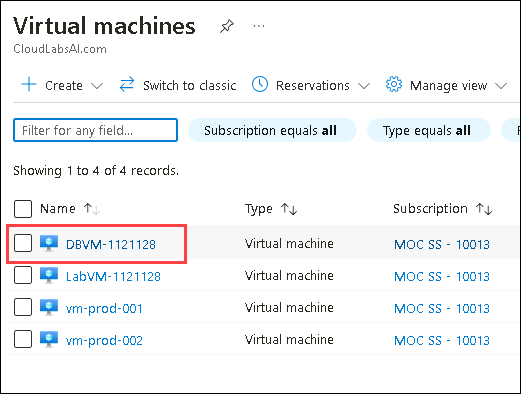 Virtual machines
CloudLabsAI.com
Create Switch to classic Reservations Manage view
Filter for any field... Subscription equals all Type equals all
Showing 1 to 4 of 4 records.
Name Type Subscription
DBVM-1121128 Virtual machine MOC SS - 10013
LabVM-1121128 Virtual machine MOC SS - 10013
vm-prod-001 Virtual machine MOC SS - 10013
vm-prod-002 Virtual machine MOC SS - 10013